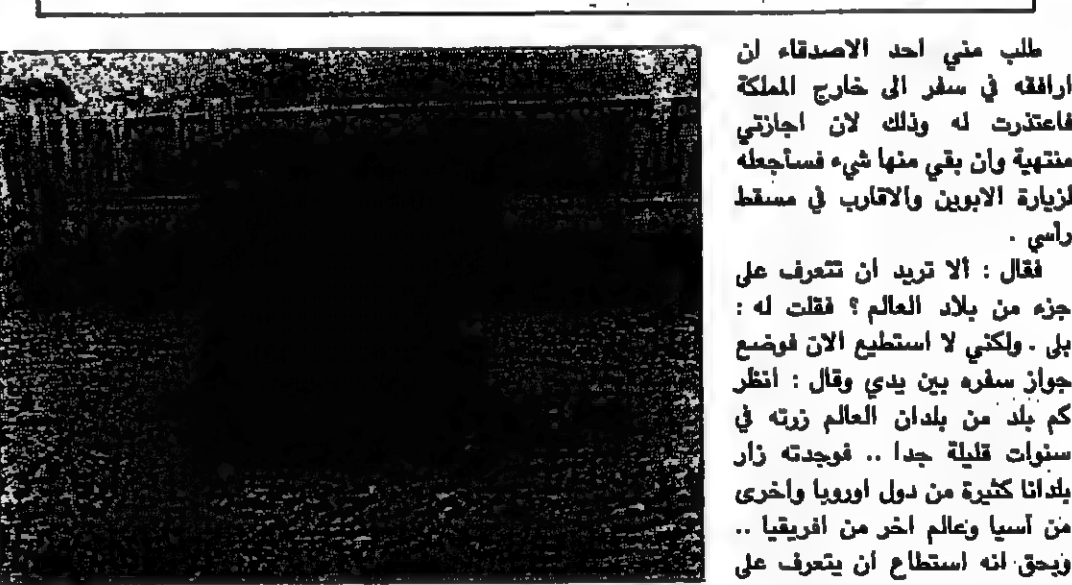 طلب مني احد الاصدقاء ان
ارافقه في سفر الى خارج المملكة
فاعتذرت له وذلك لان اجازتي
منتهية وان بقي منها شيء فسأجعله
لزيارة الابوين والاقارب في مسقط
رأسي .
فقال : ألا تريد ان تتعرف على
جزء من بلاد العالم ؟ فقلت له :
بلى . ولكني لا استطيع الان فوضع
جواز سفره بين يدي وقال : انظر
كم بلد من بلدان العالم زرته في
سنوات قليلة جدا .. فوجدته زار
بلدانا كثيرة من دول اوروبا واخرى
من آسيا وعالم اخر من افريقيا ..
ويحق انه استطاع ان يتعرف على